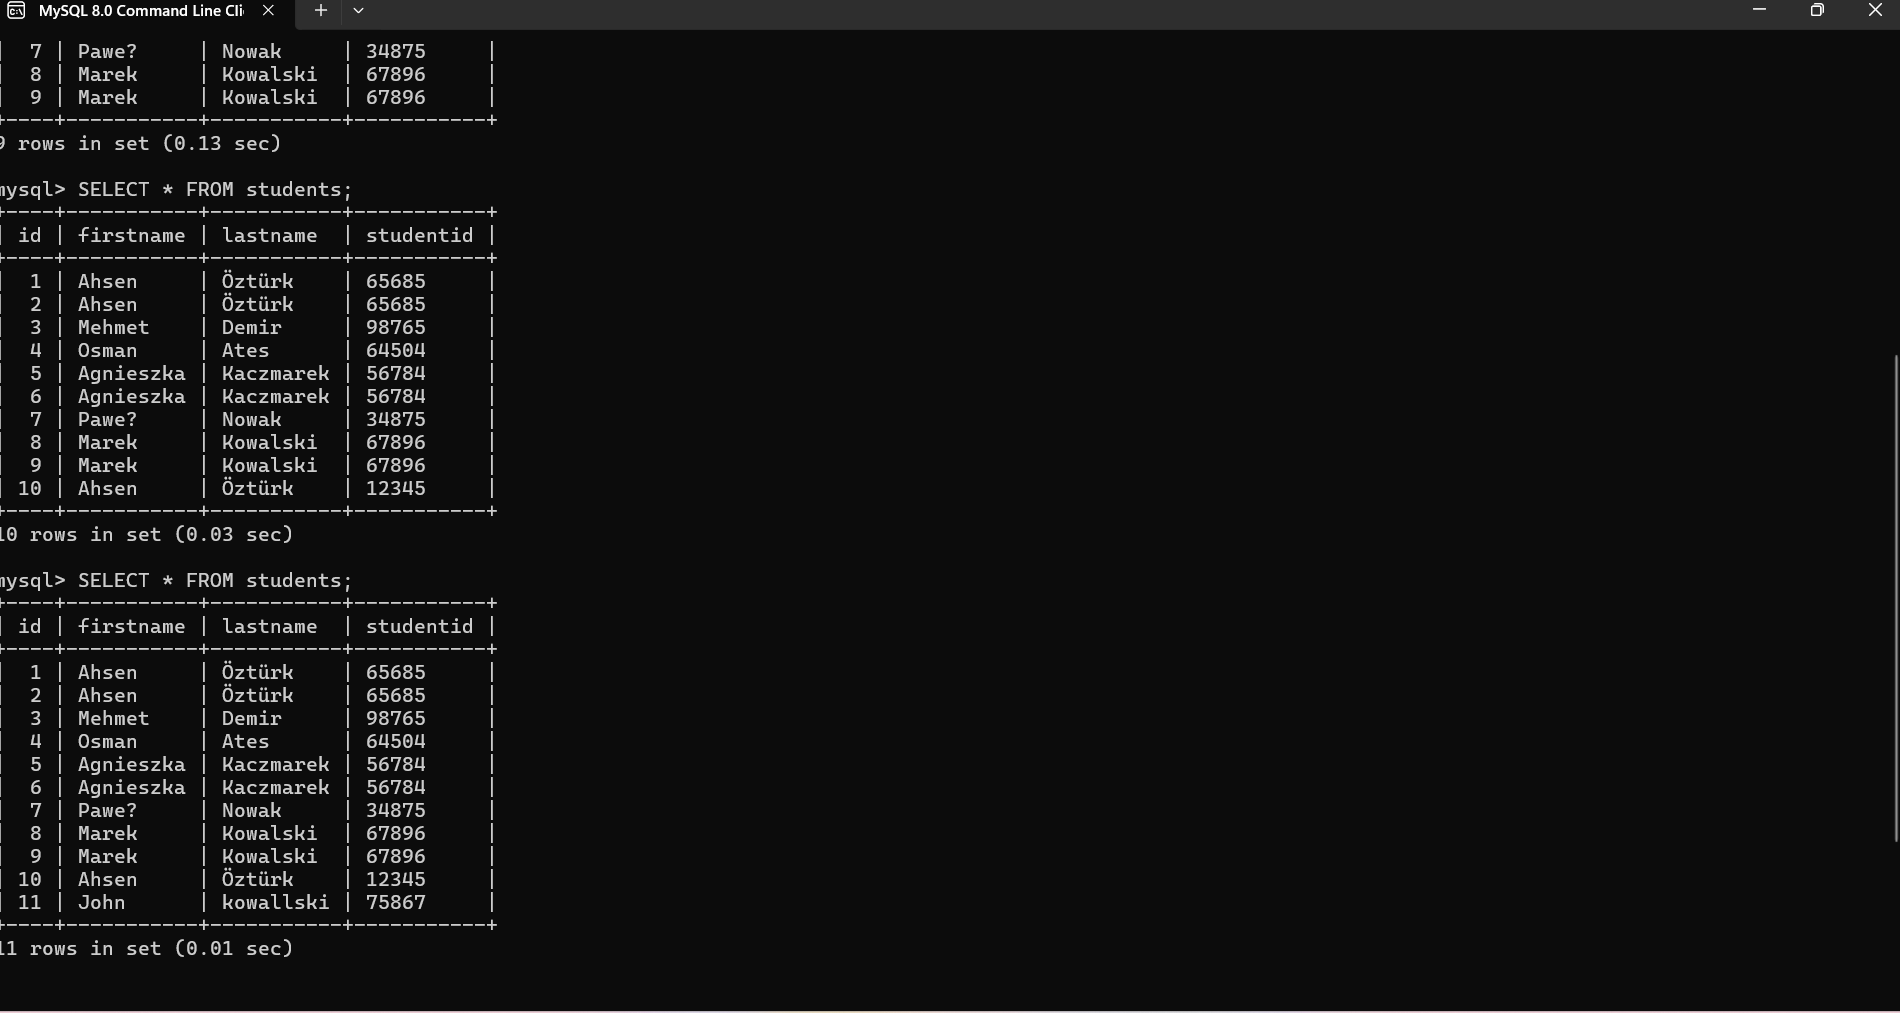 MySQL 8.0 Command Line Cli
| 7 | Pawe? | Nowak | 34875 |
| 8 | Marek | Kowalski | 67896 |
| 9 | Marek | Kowalski | 67896 |
+----+-----------+-----------+-----------+
9 rows in set (0.13 sec)
mysql> SELECT * FROM students;
+----+-----------+-----------+-----------+
| id | firstname | lastname | studentid |
+----+-----------+-----------+-----------+
| 1 | Ahsen | Öztürk | 65685 |
| 2 | Ahsen | Öztürk | 65685 |
| 3 | Mehmet | Demir | 98765 |
| 4 | Osman | Ates | 64504 |
| 5 | Agnieszka | Kaczmarek | 56784 |
| 6 | Agnieszka | Kaczmarek | 56784 |
| 7 | Pawe? | Nowak | 34875 |
| 8 | Marek | Kowalski | 67896 |
| 9 | Marek | Kowalski | 67896 |
| 10 | Ahsen | Öztürk | 12345 |
+----+-----------+-----------+-----------+
10 rows in set (0.03 sec)
mysql> SELECT * FROM students;
+----+-----------+-----------+-----------+
| id | firstname | lastname | studentid |
+----+-----------+-----------+-----------+
| 1 | Ahsen | Öztürk | 65685 |
| 2 | Ahsen | Öztürk | 65685 |
| 3 | Mehmet | Demir | 98765 |
| 4 | Osman | Ates | 64504 |
| 5 | Agnieszka | Kaczmarek | 56784 |
| 6 | Agnieszka | Kaczmarek | 56784 |
| 7 | Pawe? | Nowak | 34875 |
| 8 | Marek | Kowalski | 67896 |
| 9 | Marek | Kowalski | 67896 |
| 10 | Ahsen | Öztürk | 12345 |
| 11 | John | kowallski | 75867 |
+----+-----------+-----------+-----------+
11 rows in set (0.01 sec)